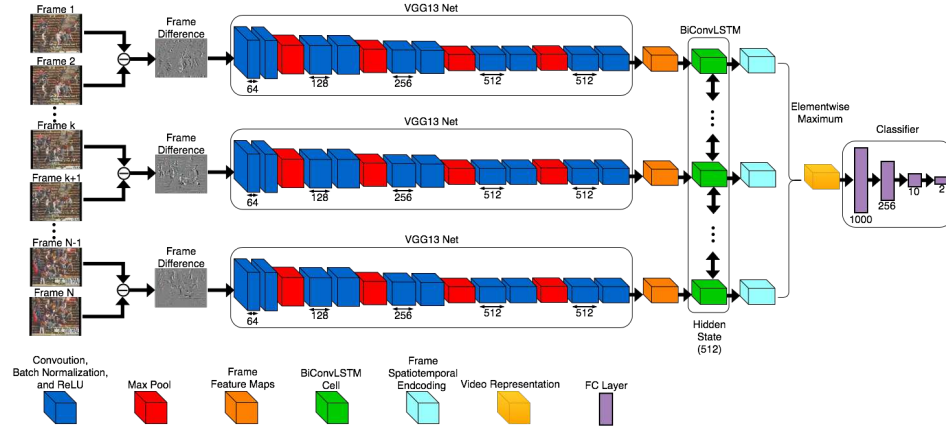 Frame 1
Frame 2
Frame k
Frame k+1
Frame N-1
Frame N
Frame
Difference
VGG13 Net
64
128
256
512
512
Frame
Difference
VGG13 Net
64
128
256
512
512
Frame
Difference
VGG13 Net
64
128
256
512
512
BiConvLSTM
Hidden
State
(512)
Elementwise
Maximum
Classifier
1000
256
10
2
Convoution,
Batch Normalization,
and ReLU
Max Pool
Frame
Feature Maps
BiConvLSTM
Cell
Frame
Spatiotemporal
Endcoding
Video Representation
FC Layer